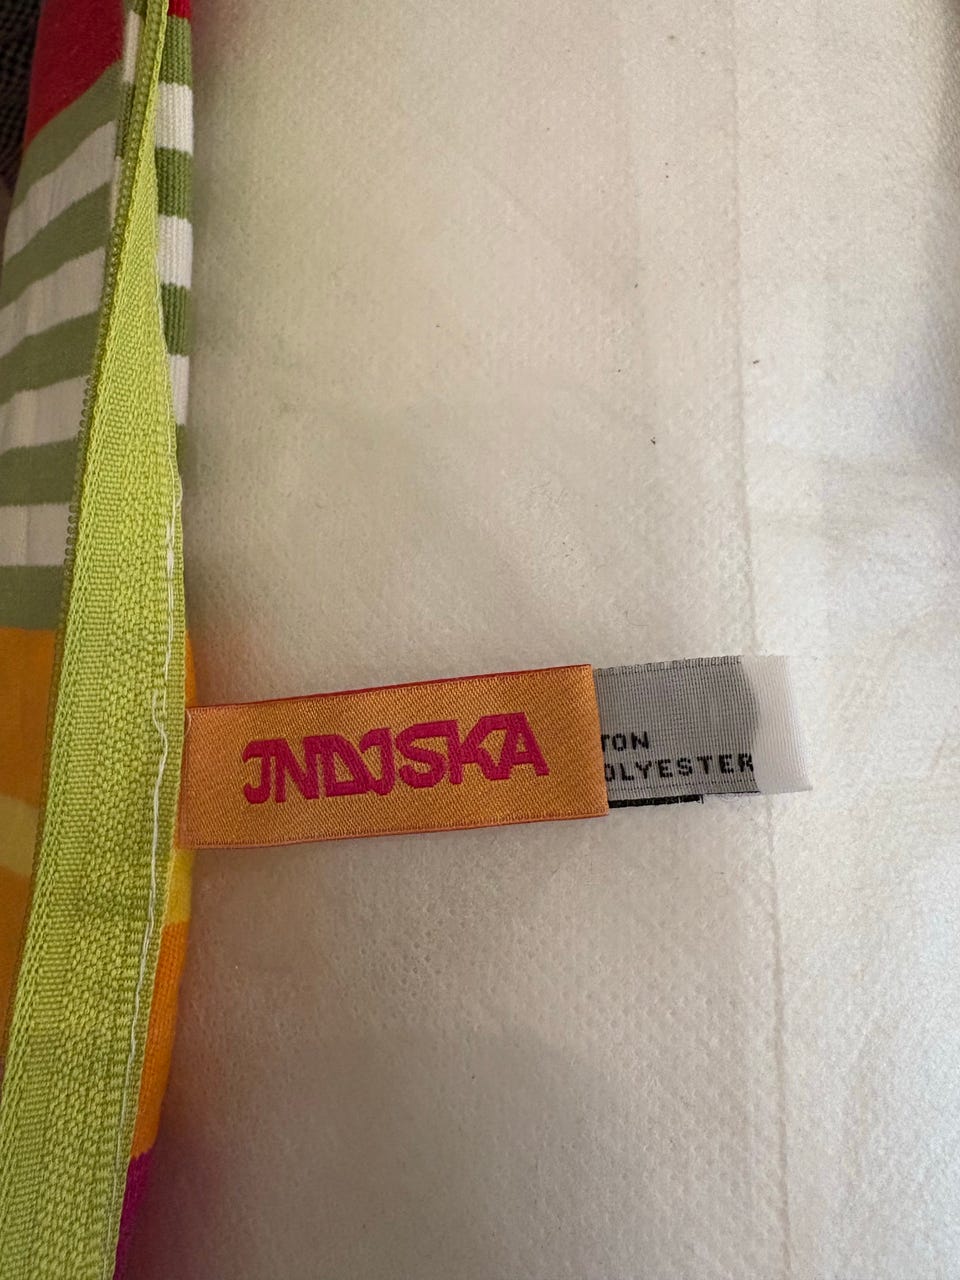 INDISKA
TON
OLYESTER